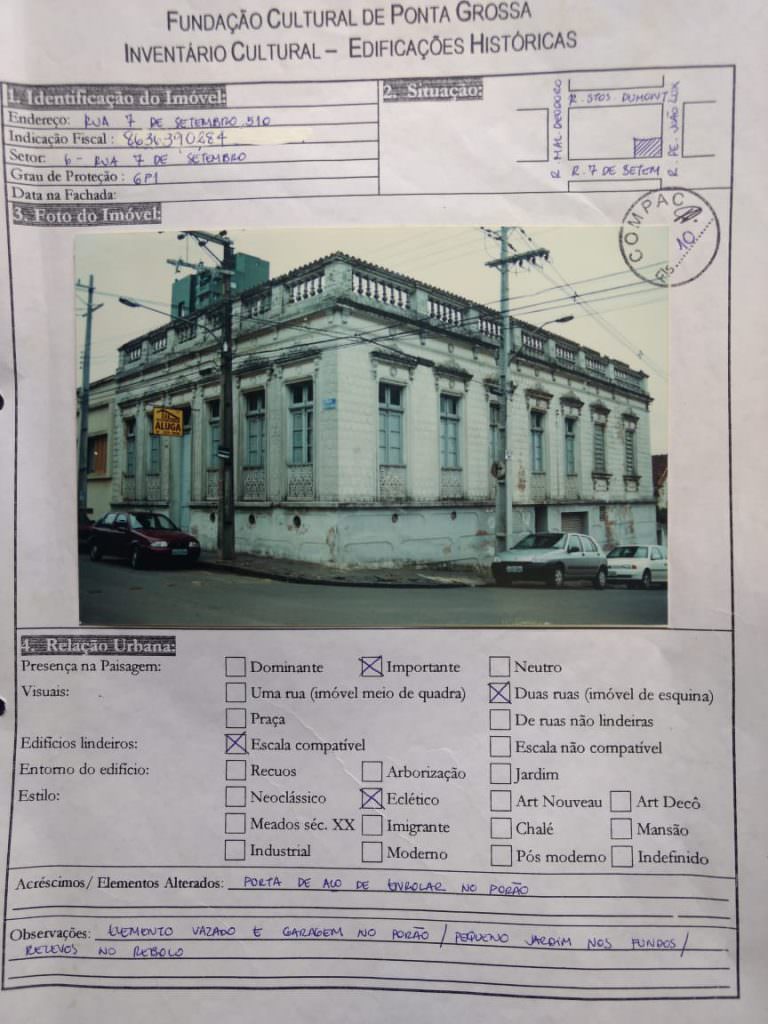 FUNDAÇÃO CULTURAL DE PONTA GROSSA
INVENTÁRIO CULTURAL – EDIFICAÇÕES HISTÓRICAS
1. Identificação do Imóvel:
Endereço: RUA 7 DE SETEMBRO, 510
Indicação Fiscal: 8636390284
Setor: 6 - RUA 7 DE SETEMBRO
Grau de Proteção: GP1
Data na Fachada:
2. Situação:
R. STOS. DUMONT
R. MAL DEODORO
R. PE. JOÃO LUX
R. 7 DE SETEM
3. Foto do Imóvel:
COMPAC
Fls. 10
ALUGA
4. Relação Urbana:
Presença na Paisagem: Dominante Importante Neutro
Visuais: Uma rua (imóvel meio de quadra) Duas ruas (imóvel de esquina)
Praça De ruas não lindeiras
Edifícios lindeiros: Escala compatível Escala não compatível
Entorno do edifício: Recuos Arborização Jardim
Estilo: Neoclássico Eclético Art Nouveau Art Decô
Meados séc. XX Imigrante Chalé Mansão
Industrial Moderno Pós moderno Indefinido
Acréscimos/ Elementos Alterados: PORTA DE AÇO DE ENROLAR NO PORÃO
Observações: ELEMENTO VAZADO E GARAGEM NO PORÃO / PEQUENO JARDIM NOS FUNDOS /
RELEVOS NO REBOLO